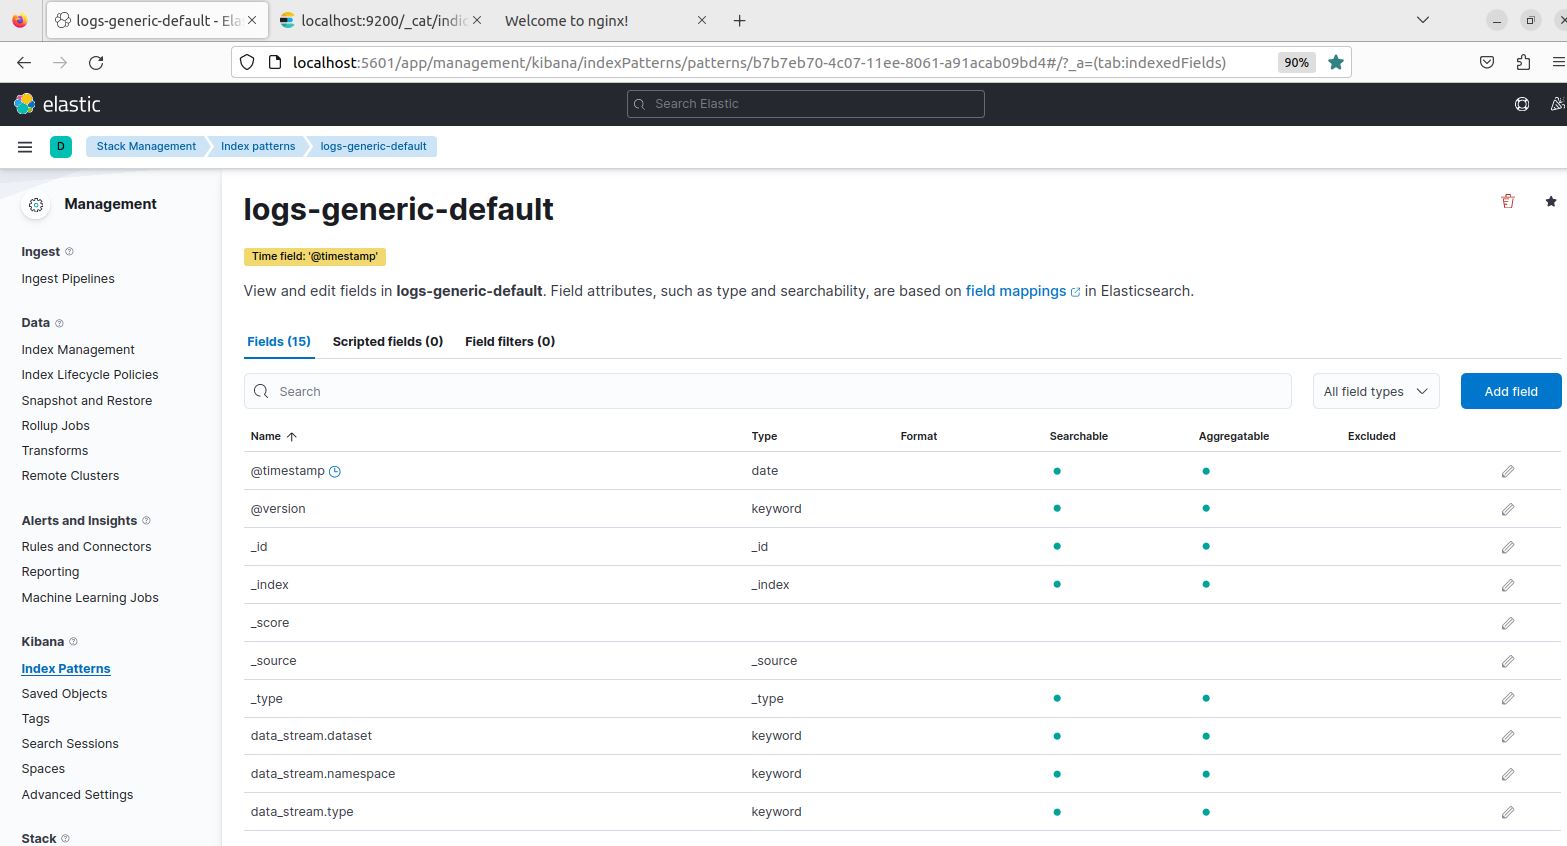 logs-generic-default - Ela
localhost:9200/_cat/indic
Welcome to nginx!
localhost:5601/app/management/kibana/indexPatterns/patterns/b7b7eb70-4c07-11ee-8061-a91acab09bd4#/?_a=(tab:indexedFields)
90%
elastic
Search Elastic
D
Stack Management
Index patterns
logs-generic-default
Management
Ingest
Ingest Pipelines
Data
Index Management
Index Lifecycle Policies
Snapshot and Restore
Rollup Jobs
Transforms
Remote Clusters
Alerts and Insights
Rules and Connectors
Reporting
Machine Learning Jobs
Kibana
Index Patterns
Saved Objects
Tags
Search Sessions
Spaces
Advanced Settings
Stack
logs-generic-default
Time field: '@timestamp'
View and edit fields in logs-generic-default. Field attributes, such as type and searchability, are based on field mappings in Elasticsearch.
Fields (15) Scripted fields (0) Field filters (0)
Search
All field types
Add field
Name Type Format Searchable Aggregatable Excluded
@timestamp date
@version keyword
_id _id
_index _index
_score
_source _source
_type _type
data_stream.dataset keyword
data_stream.namespace keyword
data_stream.type keyword